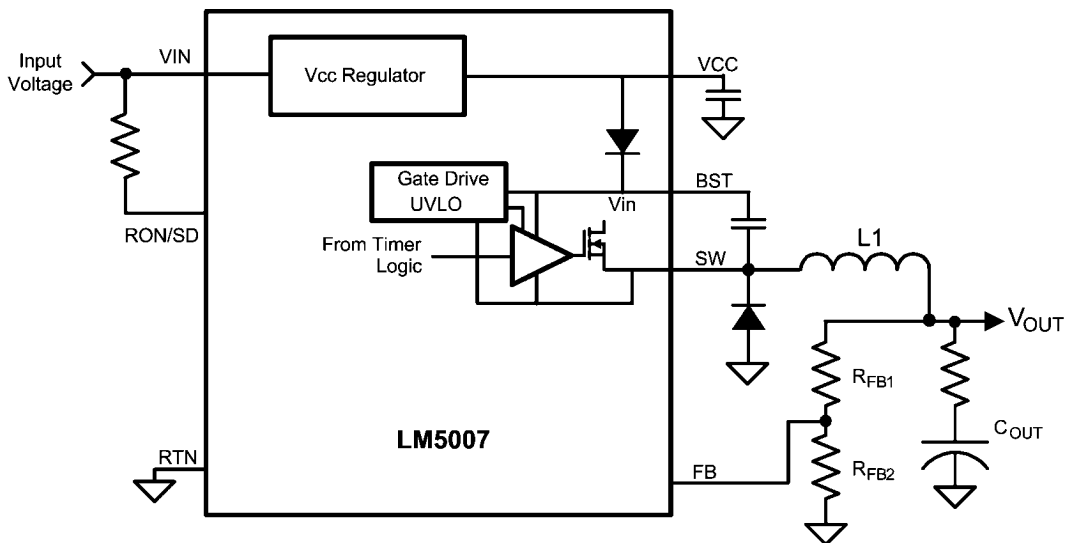 Input
Voltage
VIN
Vcc Regulator
VCC
Gate Drive
UVLO
BST
Vin
RON/SD
From Timer
Logic
SW
L1
VOUT
RFB1
LM5007
COUT
RTN
FB
RFB2